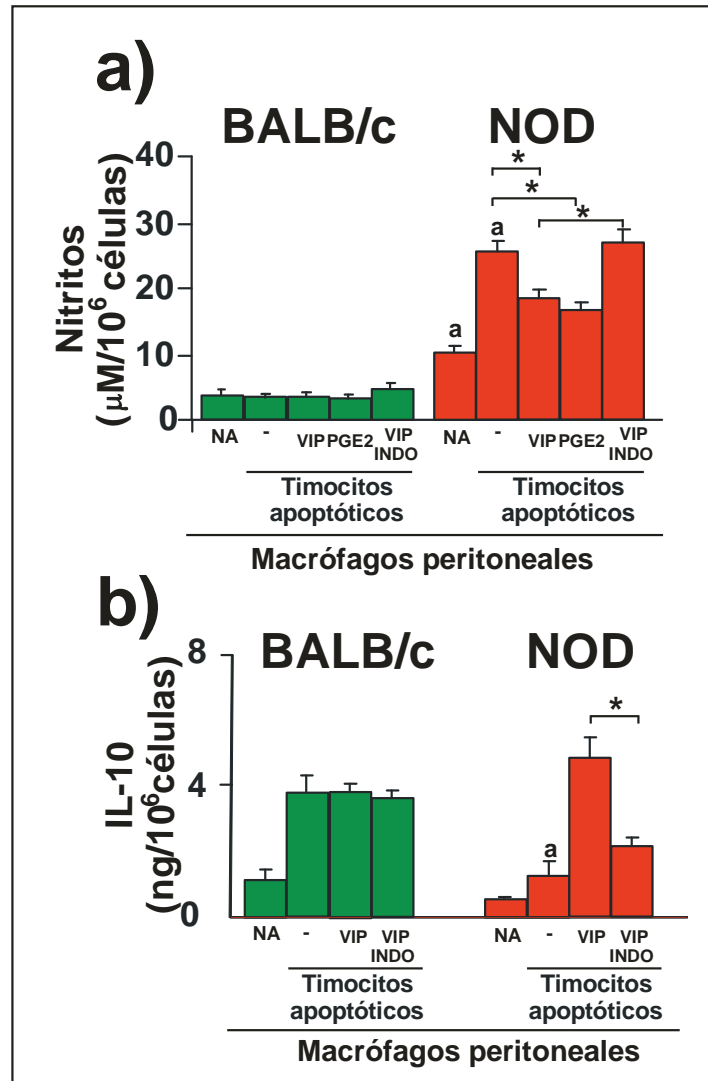 a)
BALB/c NOD
Nitritos
(μM/10⁶ células)
40
30
20
10
0
* * *
a a
NA - VIP PGE2 VIP INDO
NA - VIP PGE2 VIP INDO
Timocitos apoptóticos
Timocitos apoptóticos
Macrófagos peritoneales
b)
BALB/c NOD
IL-10
(ng/10⁶células)
8
4
0
*
a
NA - VIP VIP INDO
NA - VIP VIP INDO
Timocitos apoptóticos
Timocitos apoptóticos
Macrófagos peritoneales